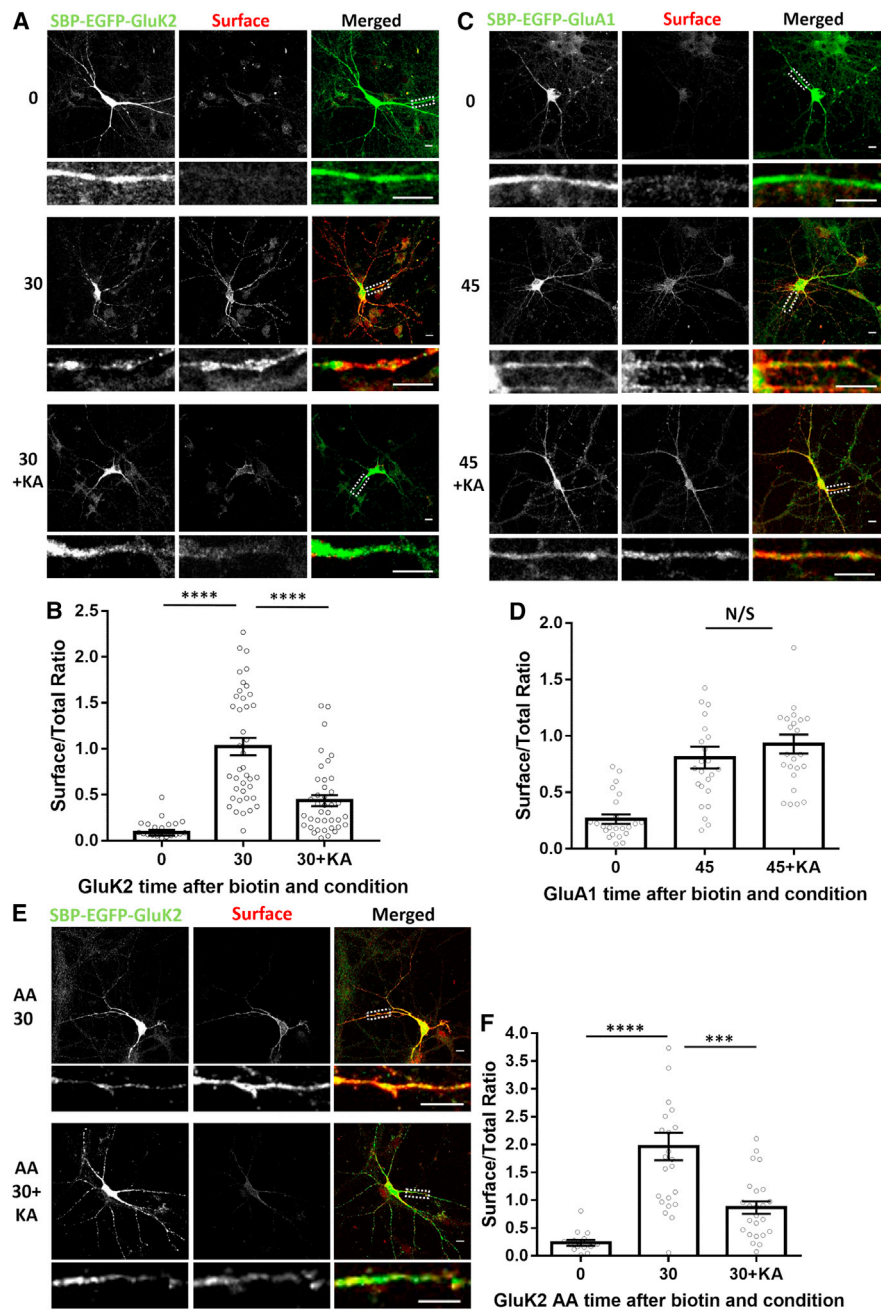 A
SBP-EGFP-GluK2 Surface Merged
0
30
30
+KA
C
SBP-EGFP-GluA1 Surface Merged
0
45
45
+KA
B
**** ****
Surface/Total Ratio
2.5
2.0
1.5
1.0
0.5
0.0
0 30 30+KA
GluK2 time after biotin and condition
D
N/S
Surface/Total Ratio
2.0
1.5
1.0
0.5
0
0 45 45+KA
GluA1 time after biotin and condition
E
SBP-EGFP-GluK2 Surface Merged
AA
30
AA
30+
KA
F
**** ***
Surface/Total Ratio
4.0
3.5
3.0
2.5
2.0
1.5
1.0
0.5
0.0
0 30 30+KA
GluK2 AA time after biotin and condition